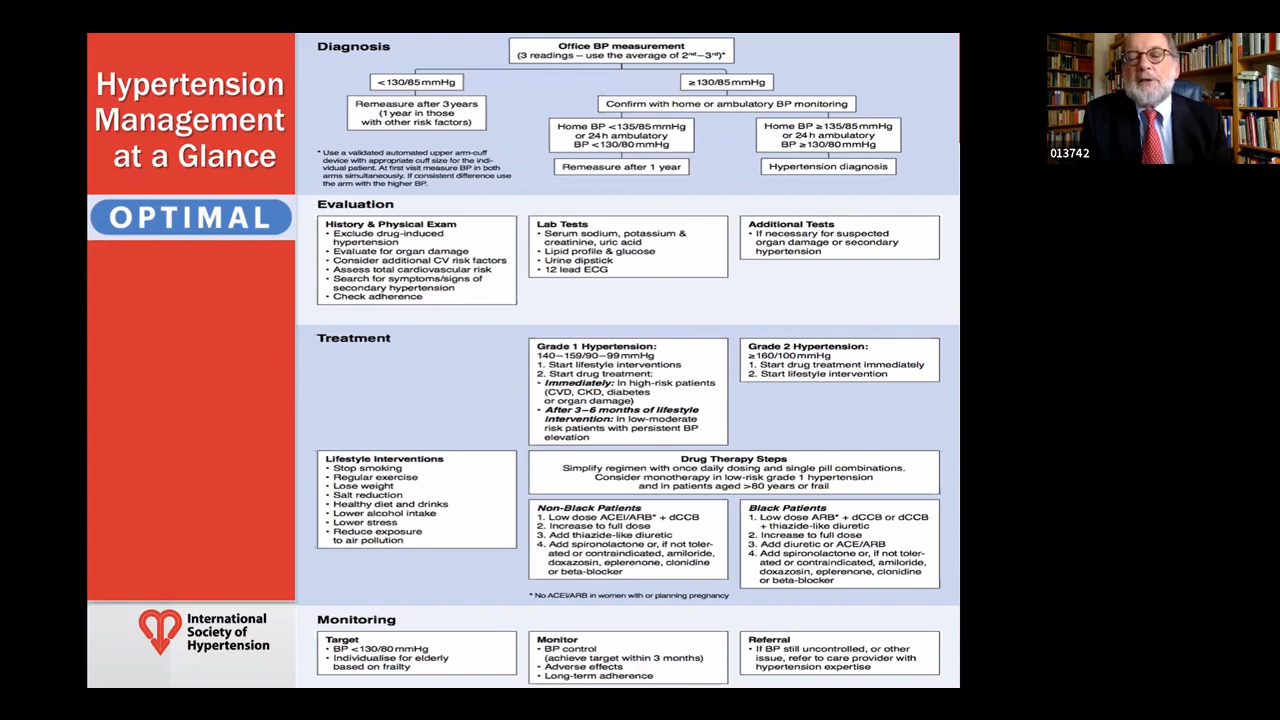 Hypertension
Management
at a Glance
OPTIMAL
International
Society of
Hypertension
Diagnosis
Office BP measurement
(3 readings – use the average of 2nd–3rd)*
<130/85 mmHg
≥130/85 mmHg
Remeasure after 3 years
(1 year in those
with other risk factors)
Confirm with home or ambulatory BP monitoring
Home BP <135/85 mmHg
or 24 h ambulatory
BP <130/80 mmHg
Home BP ≥135/85 mmHg
or 24 h ambulatory
BP ≥130/80 mmHg
Remeasure after 1 year
Hypertension diagnosis
* Use a validated automated upper arm-cuff
device with appropriate cuff size for the indi-
vidual patient. At first visit measure BP in both
arms simultaneously. If consistent difference use
the arm with the higher BP.
Evaluation
History & Physical Exam
• Exclude drug-induced
hypertension
• Evaluate for organ damage
• Consider additional CV risk factors
• Assess total cardiovascular risk
• Search for symptoms/signs of
secondary hypertension
• Check adherence
Lab Tests
• Serum sodium, potassium &
creatinine, uric acid
• Lipid profile & glucose
• Urine dipstick
• 12 lead ECG
Additional Tests
• If necessary for suspected
organ damage or secondary
hypertension
Treatment
Grade 1 Hypertension:
140–159/90–99 mmHg
1. Start lifestyle interventions
2. Start drug treatment:
• Immediately: In high-risk patients
(CVD, CKD, diabetes
or organ damage)
• After 3–6 months of lifestyle
intervention: In low-moderate
risk patients with persistent BP
elevation
Grade 2 Hypertension:
≥160/100 mmHg
1. Start drug treatment immediately
2. Start lifestyle intervention
Lifestyle Interventions
• Stop smoking
• Regular exercise
• Lose weight
• Salt reduction
• Healthy diet and drinks
• Lower alcohol intake
• Lower stress
• Reduce exposure
to air pollution
Drug Therapy Steps
Simplify regimen with once daily dosing and single pill combinations.
Consider monotherapy in low-risk grade 1 hypertension
and in patients aged >80 years or frail
Non-Black Patients
1. Low dose ACEI/ARB* + dCCB
2. Increase to full dose
3. Add thiazide-like diuretic
4. Add spironolactone or, if not toler-
ated or contraindicated, amiloride,
doxazosin, eplerenone, clonidine
or beta-blocker
Black Patients
1. Low dose ARB* + dCCB or dCCB
+ thiazide-like diuretic
2. Increase to full dose
3. Add diuretic or ACE/ARB
4. Add spironolactone or, if not toler-
ated or contraindicated, amiloride,
doxazosin, eplerenone, clonidine
or beta-blocker
* No ACEI/ARB in women with or planning pregnancy
Monitoring
Target
• BP <130/80 mmHg
• Individualise for elderly
based on frailty
Monitor
• BP control
(achieve target within 3 months)
• Adverse effects
• Long-term adherence
Referral
• If BP still uncontrolled, or other
issue, refer to care provider with
hypertension expertise
013742